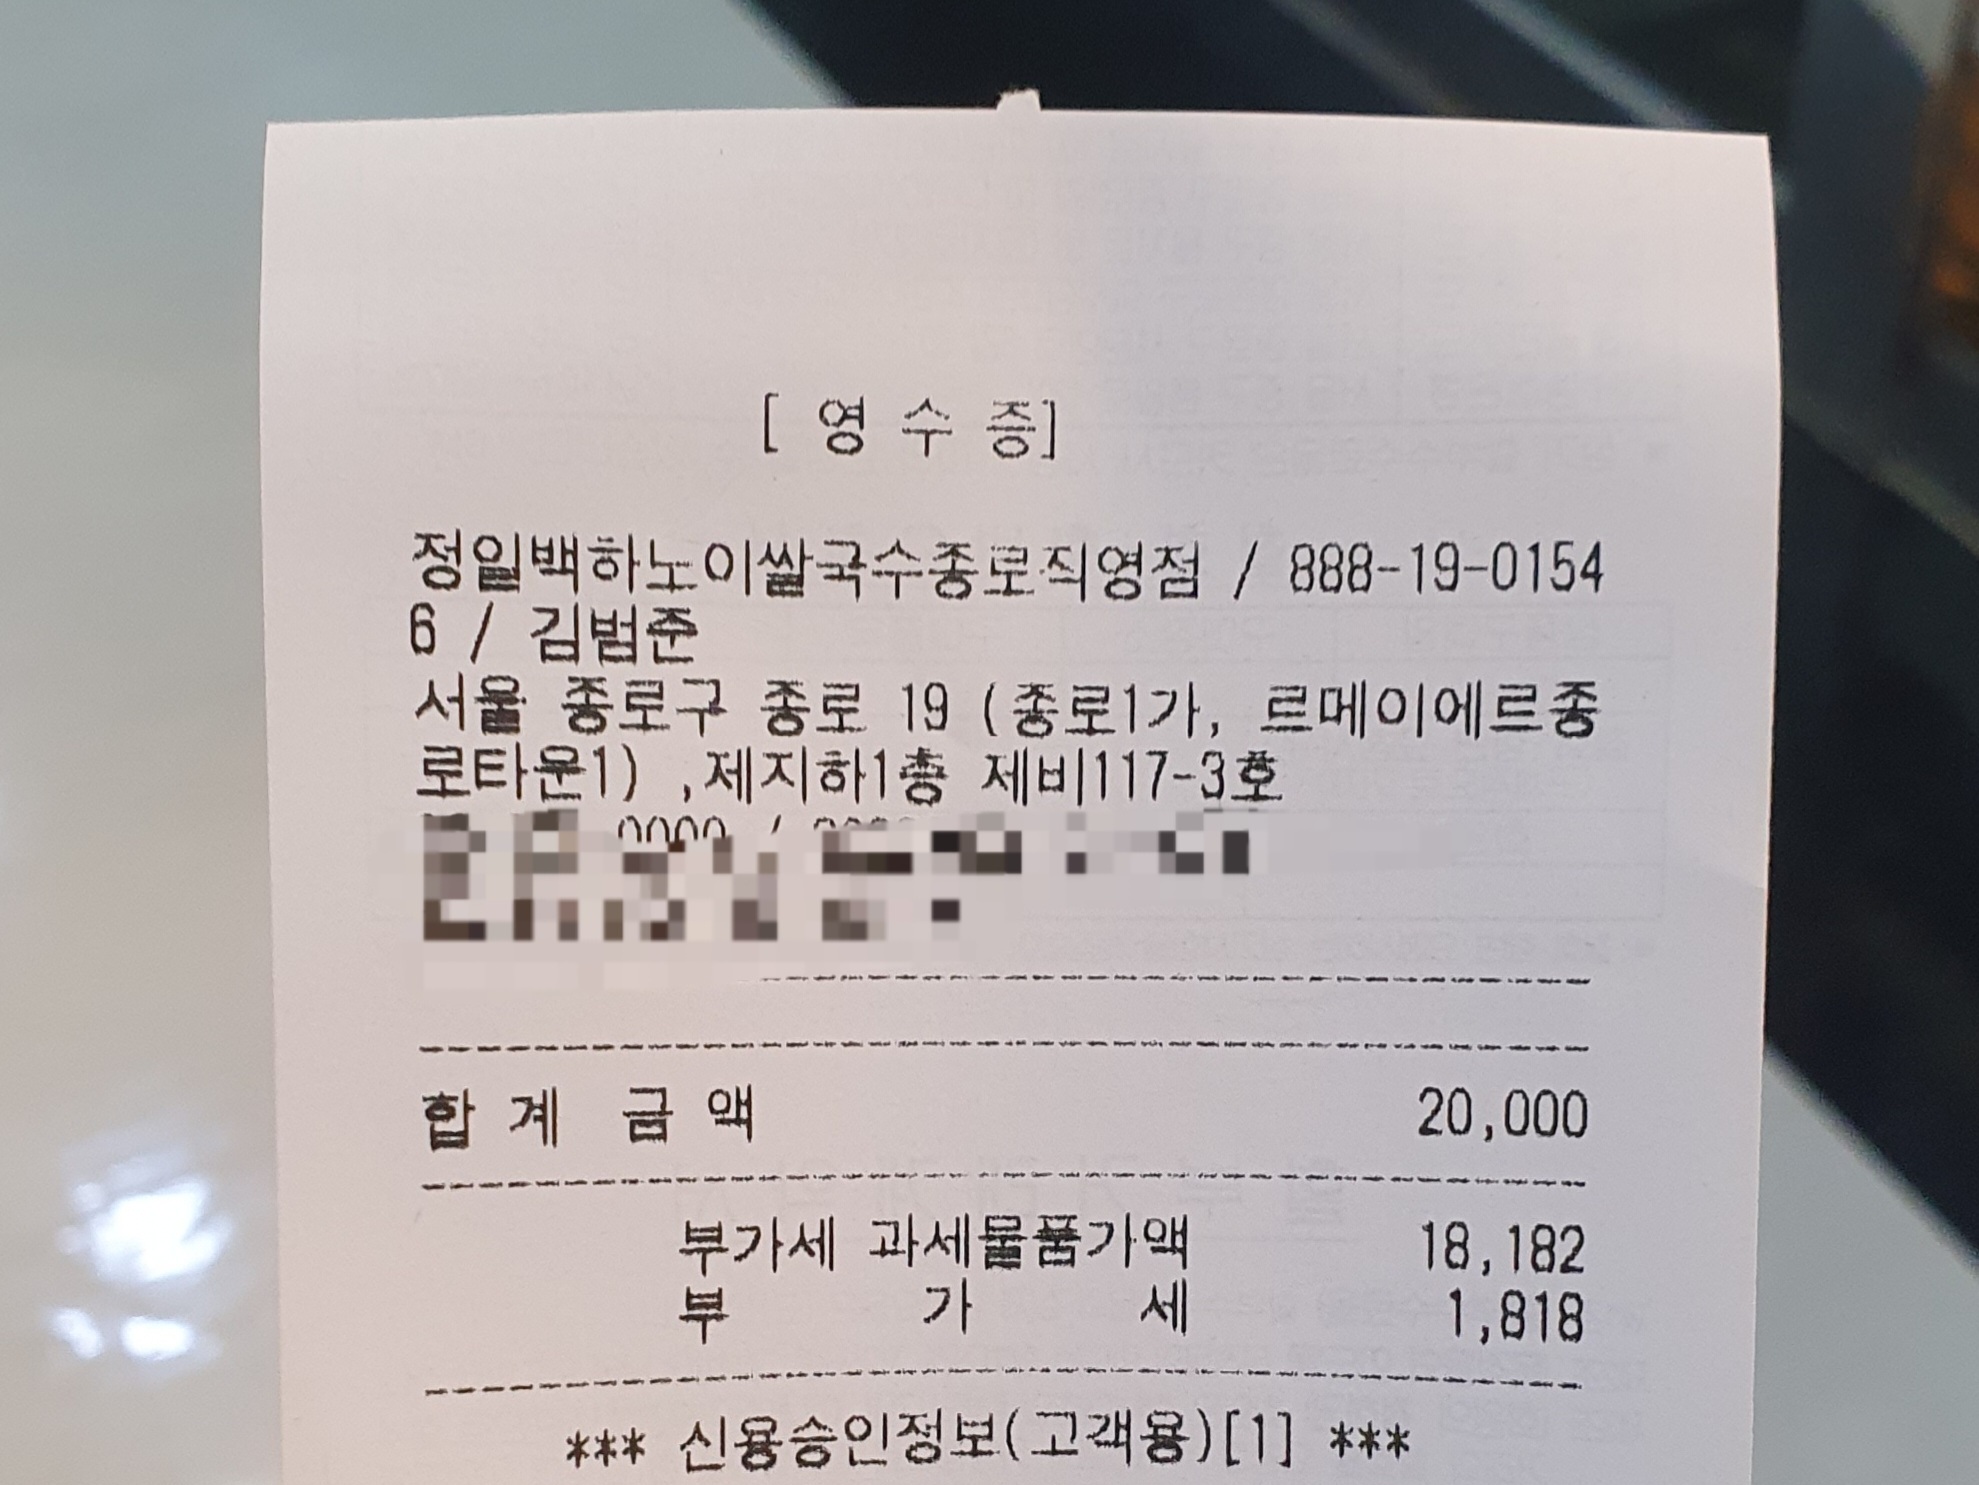 [ 영 수 증]
정일백하노이쌀국수종로직영점 / 888-19-0154
6 / 김범준
서울 종로구 종로 19 (종로1가, 르메이에르종
로타운1) ,제지하1층 제비117-3호
합 계 금 액 20,000
부가세 과세물품가액 18,182
부 가 세 1,818
*** 신용승인정보(고객용)[1] ***